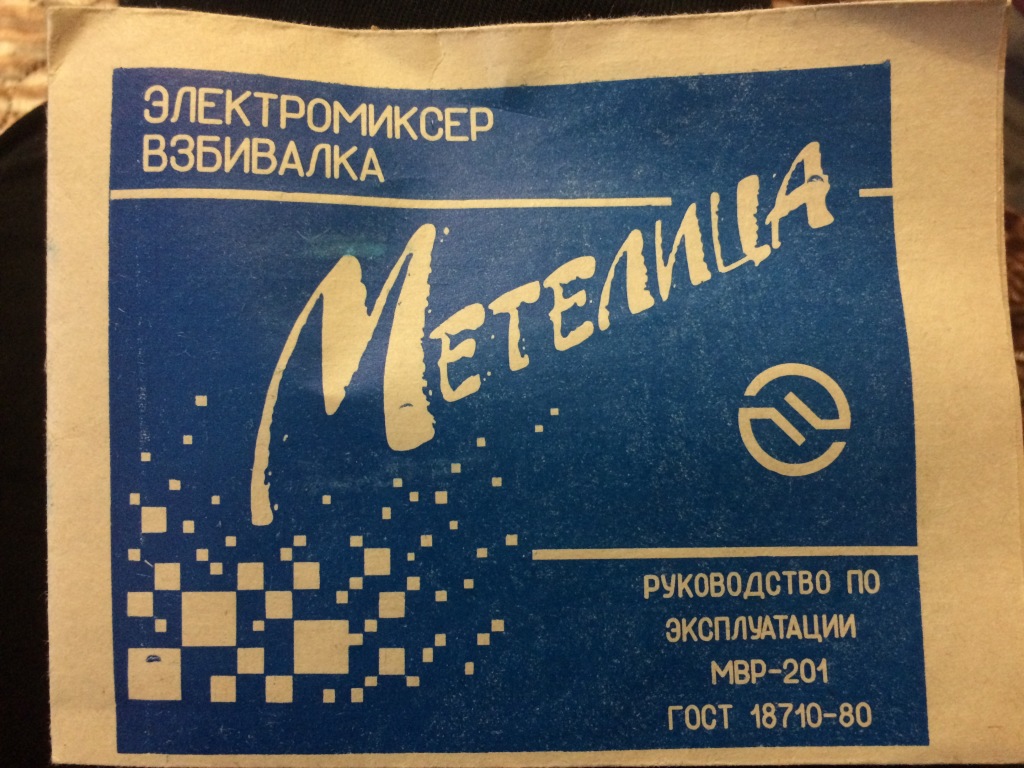 ЭЛЕКТРОМИКСЕР
ВЗБИВАЛКА
МЕТЕЛИЦА
РУКОВОДСТВО ПО
ЭКСПЛУАТАЦИИ
МВР-201
ГОСТ 18710-80